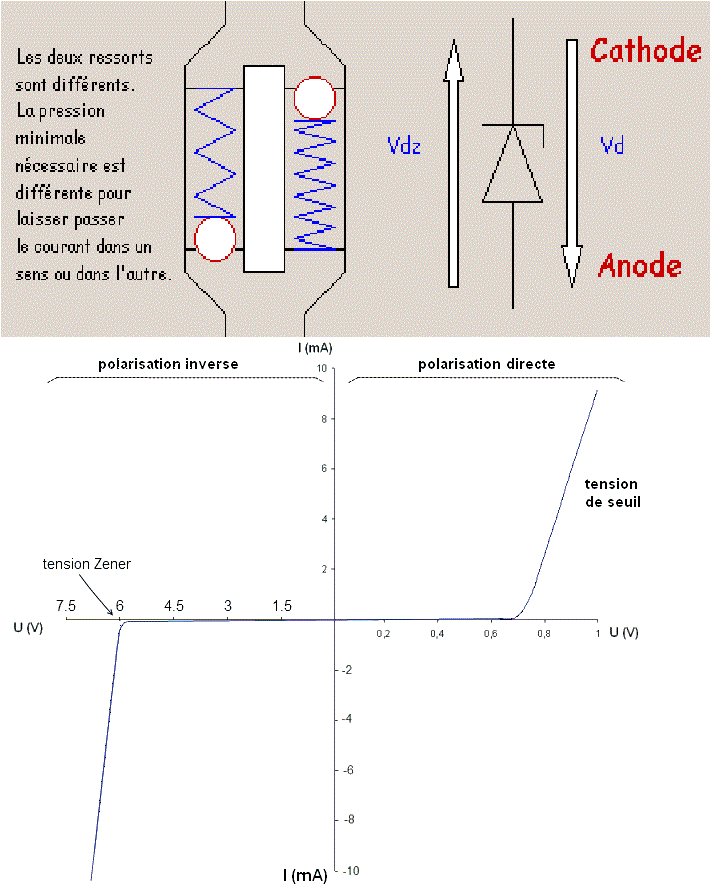 Les deux ressorts
sont différents.
La pression
minimale
nécessaire est
différente pour
laisser passer
le courant dans un
sens ou dans l'autre.
Vdz
Vd
Cathode
Anode
I (mA)
polarisation inverse
polarisation directe
10
8
6
4
2
tension
de seuil
tension Zener
7.5 6 4.5 3 1.5
U (V)
0,2 0,4 0,6 0,8 1
U (V)
-2
-4
-6
-8
-10
I (mA)